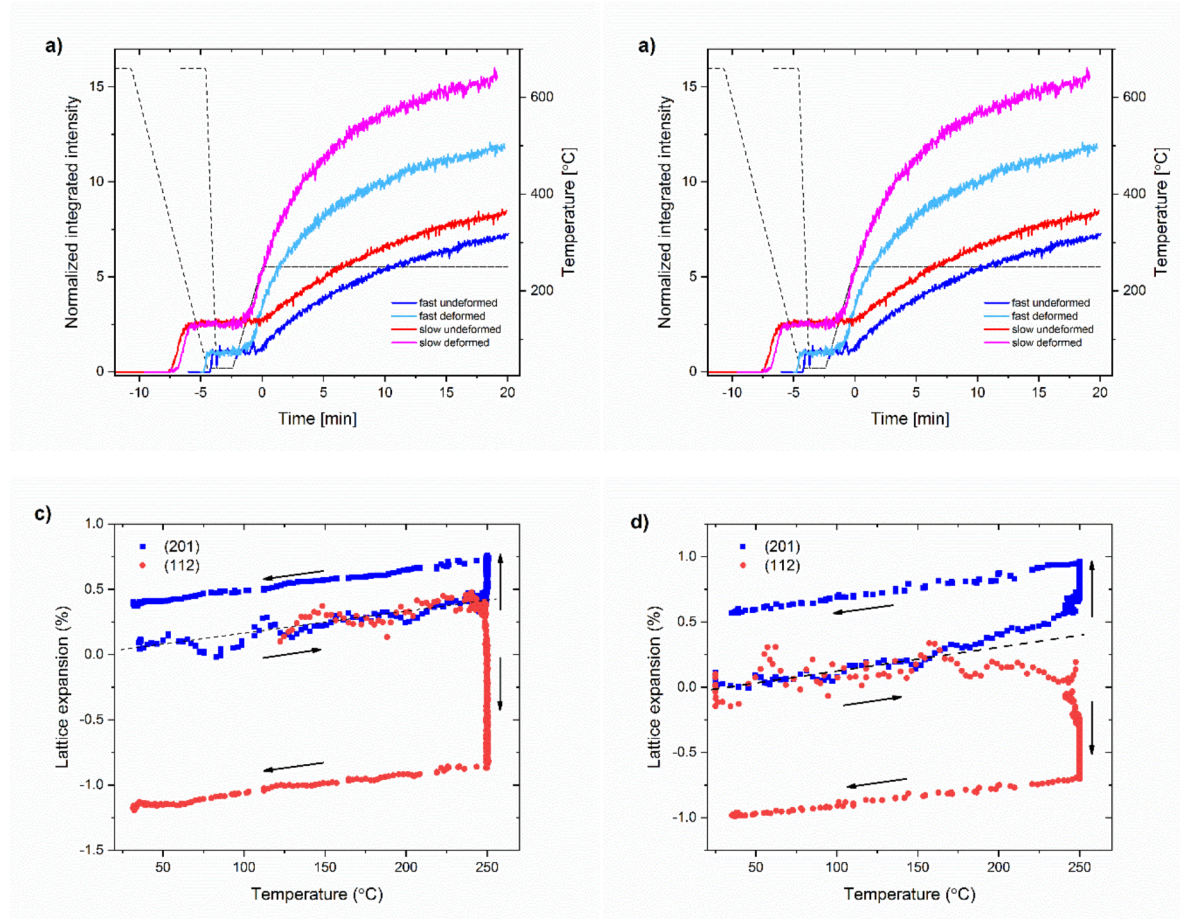 a)
Normalized integrated intensity
15
10
5
0
600
400
200
Temperature [°C]
fast undeformed
fast deformed
slow undeformed
slow deformed
-10 -5 0 5 10 15 20
Time [min]
a)
Normalized integrated intensity
15
10
5
0
600
400
200
Temperature [°C]
fast undeformed
fast deformed
slow undeformed
slow deformed
-10 -5 0 5 10 15 20
Time [min]
c)
Lattice expansion (%)
1.0
0.5
0.0
-0.5
-1.0
-1.5
(201)
(112)
50 100 150 200 250
Temperature (°C)
d)
Lattice expansion (%)
1.0
0.5
0.0
-0.5
-1.0
(201)
(112)
50 100 150 200 250
Temperature (°C)